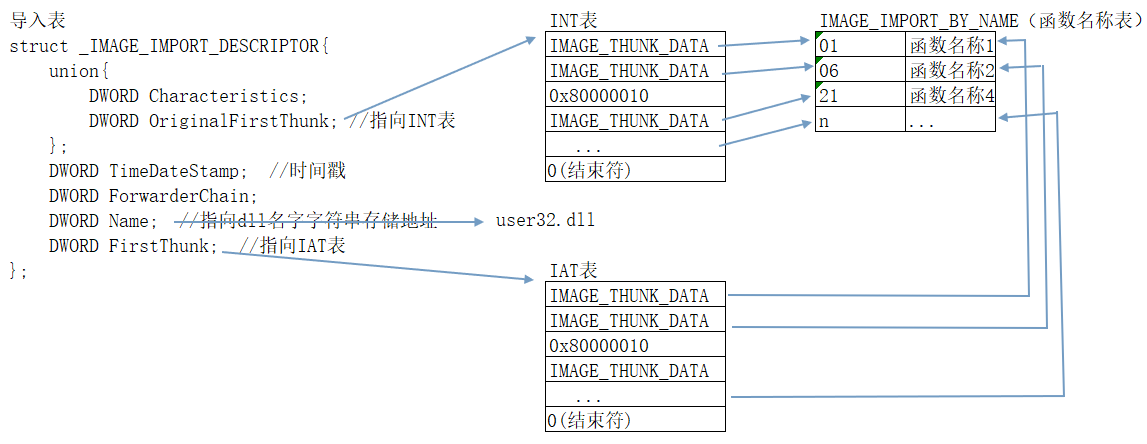 导入表
struct _IMAGE_IMPORT_DESCRIPTOR{
union{
DWORD Characteristics;
DWORD OriginalFirstThunk; //指向INT表
};
DWORD TimeDateStamp; //时间戳
DWORD ForwarderChain;
DWORD Name; //指向dll名字字符串存储地址
DWORD FirstThunk; //指向IAT表
};
user32.dll
INT表
IMAGE_THUNK_DATA
IMAGE_THUNK_DATA
0x80000010
IMAGE_THUNK_DATA
...
0(结束符)
IMAGE_IMPORT_BY_NAME（函数名称表）
01 函数名称1
06 函数名称2
21 函数名称4
n ...
IAT表
IMAGE_THUNK_DATA
IMAGE_THUNK_DATA
0x80000010
IMAGE_THUNK_DATA
...
0(结束符)